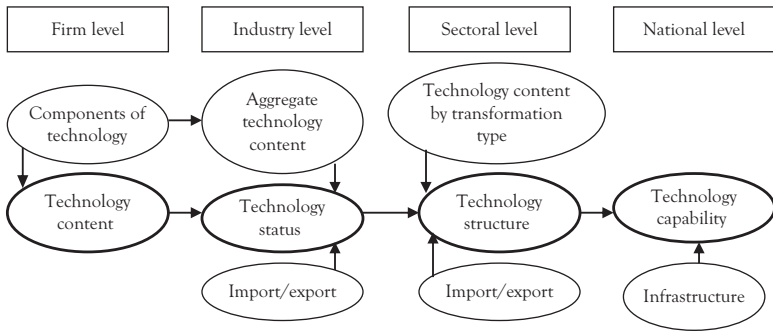 Firm level
Industry level
Sectoral level
National level
Components of
technology
Aggregate
technology
content
Technology content
by transformation
type
Technology
content
Technology
status
Technology
structure
Technology
capability
Import/export
Import/export
Infrastructure